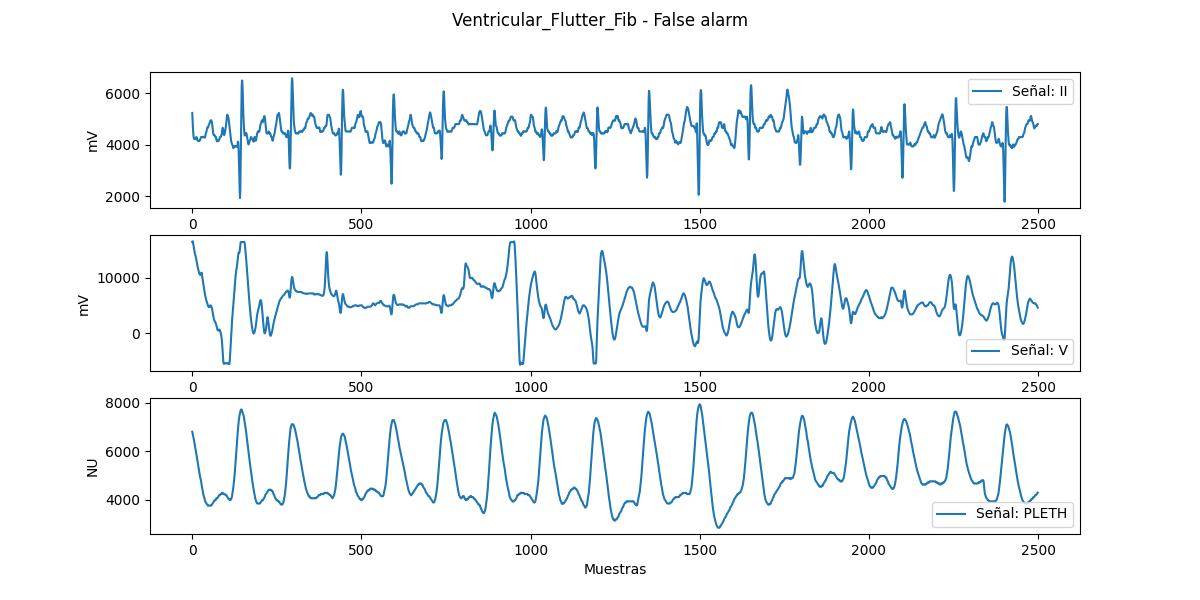 Ventricular_Flutter_Fib - False alarm
6000
4000
2000
mV
Señal: II
0 500 1000 1500 2000 2500
10000
0
mV
Señal: V
0 500 1000 1500 2000 2500
8000
6000
4000
NU
Señal: PLETH
0 500 1000 1500 2000 2500
Muestras